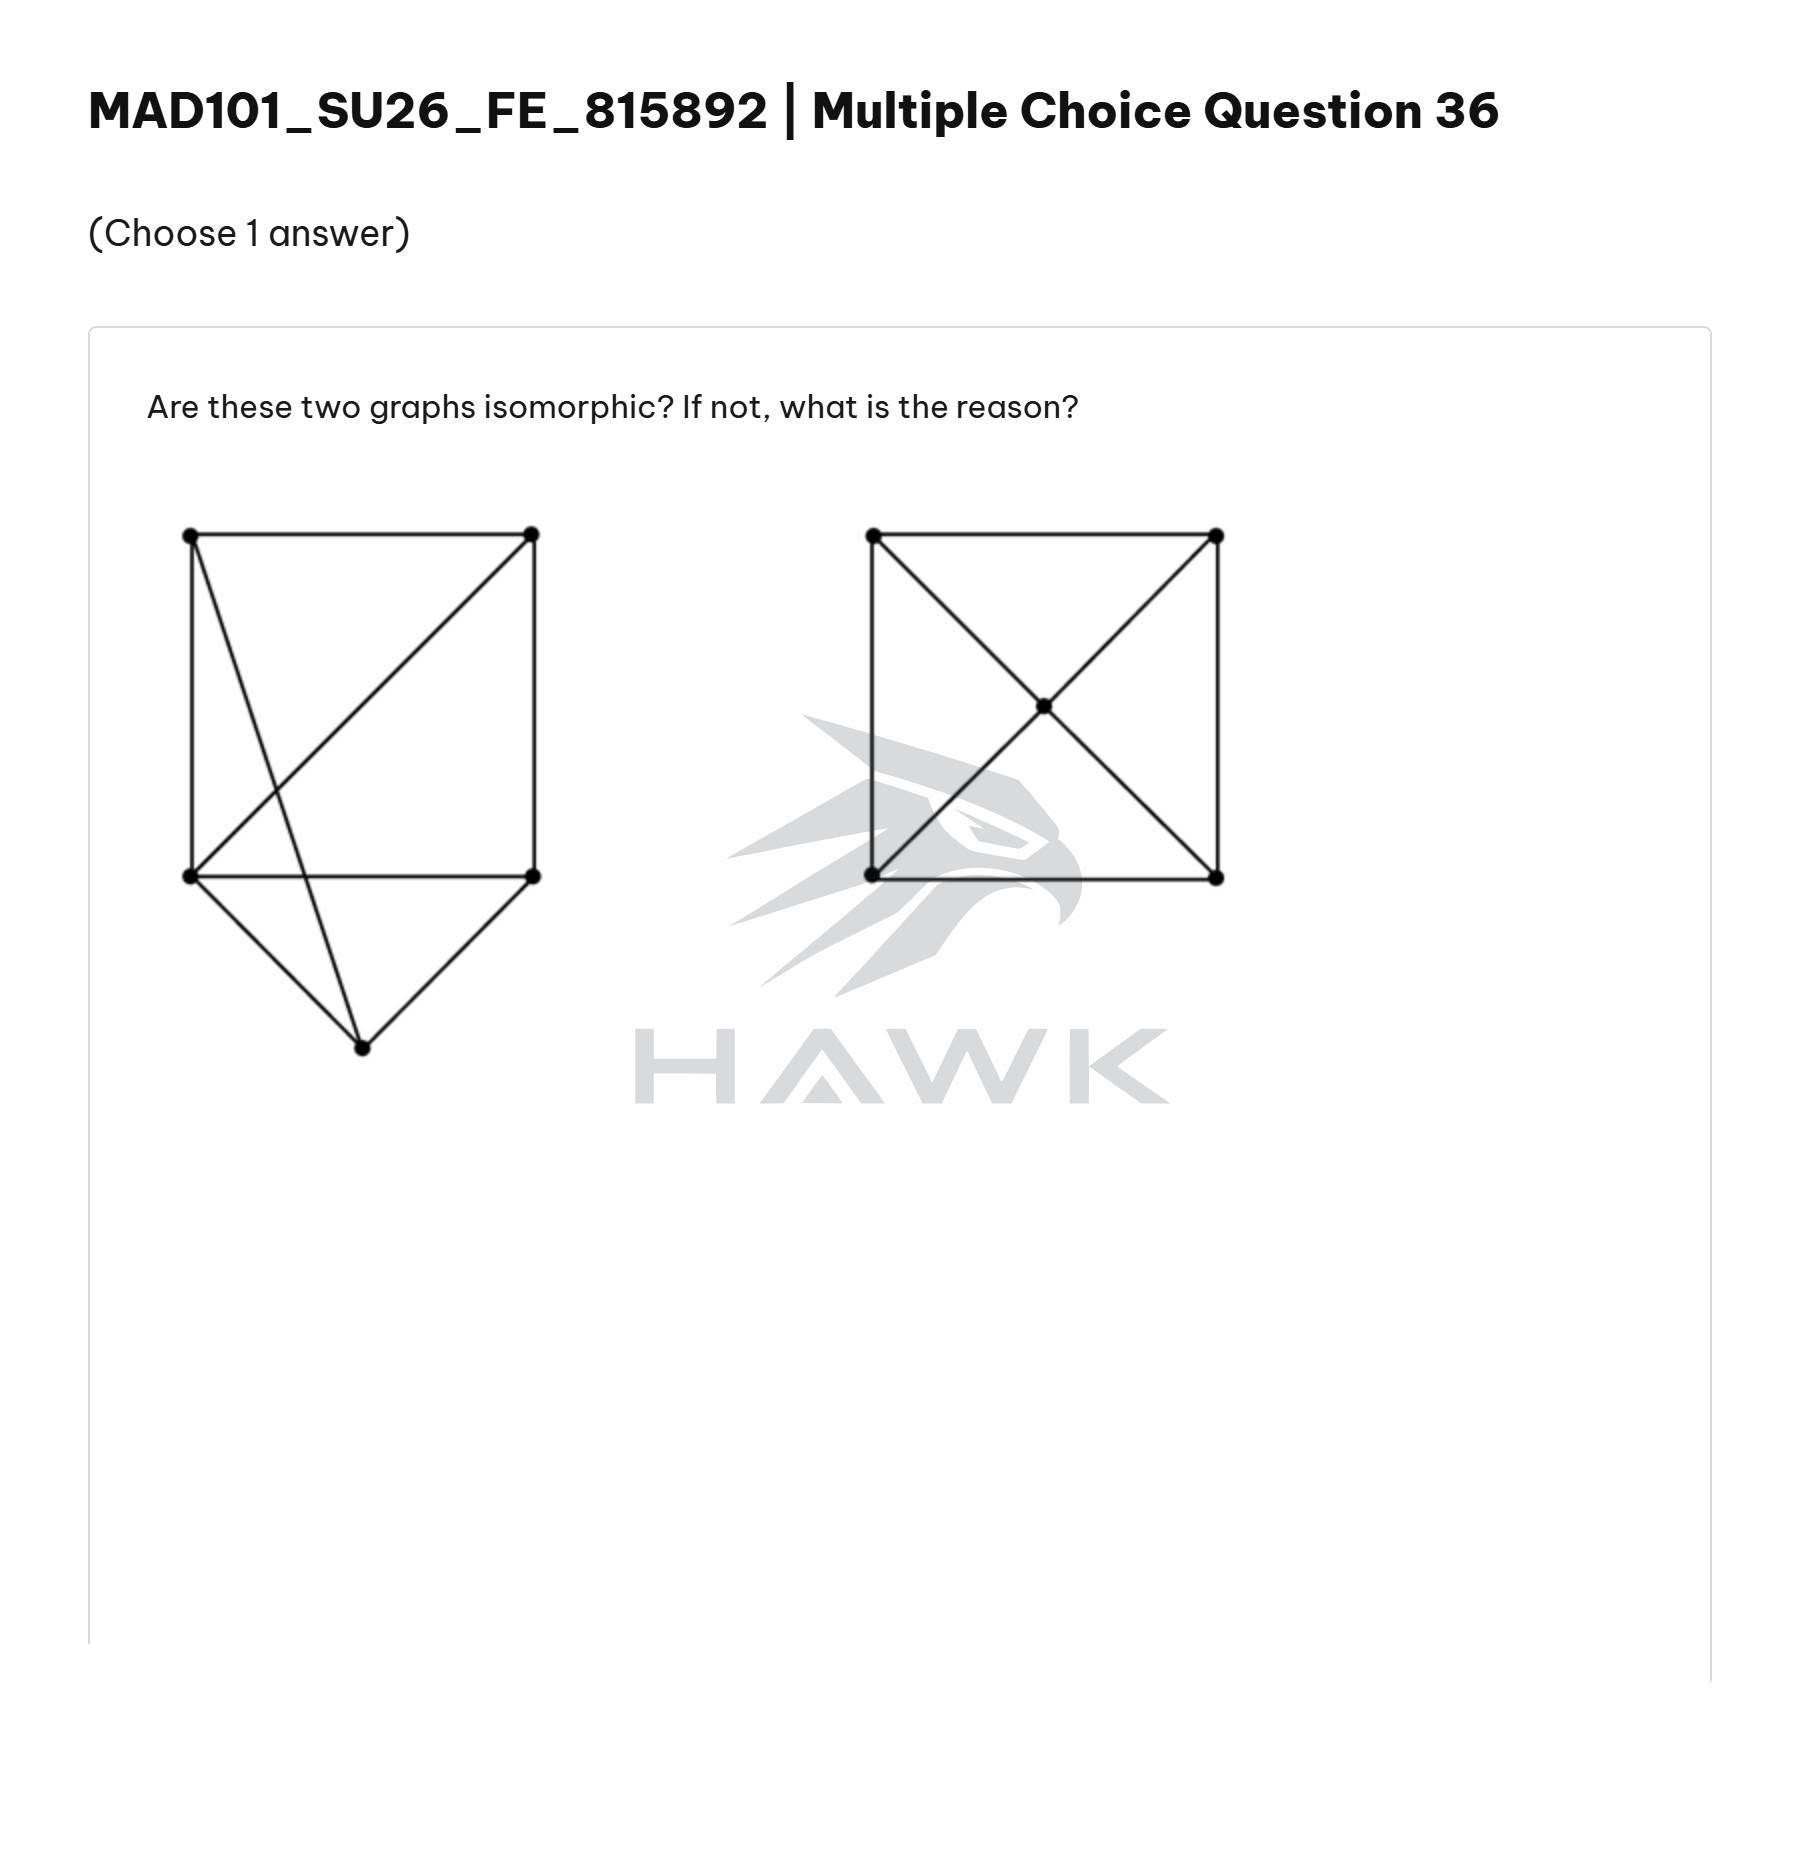 MAD101_SU26_FE_815892 | Multiple Choice Question 36
(Choose 1 answer)
Are these two graphs isomorphic? If not, what is the reason?
HAWK